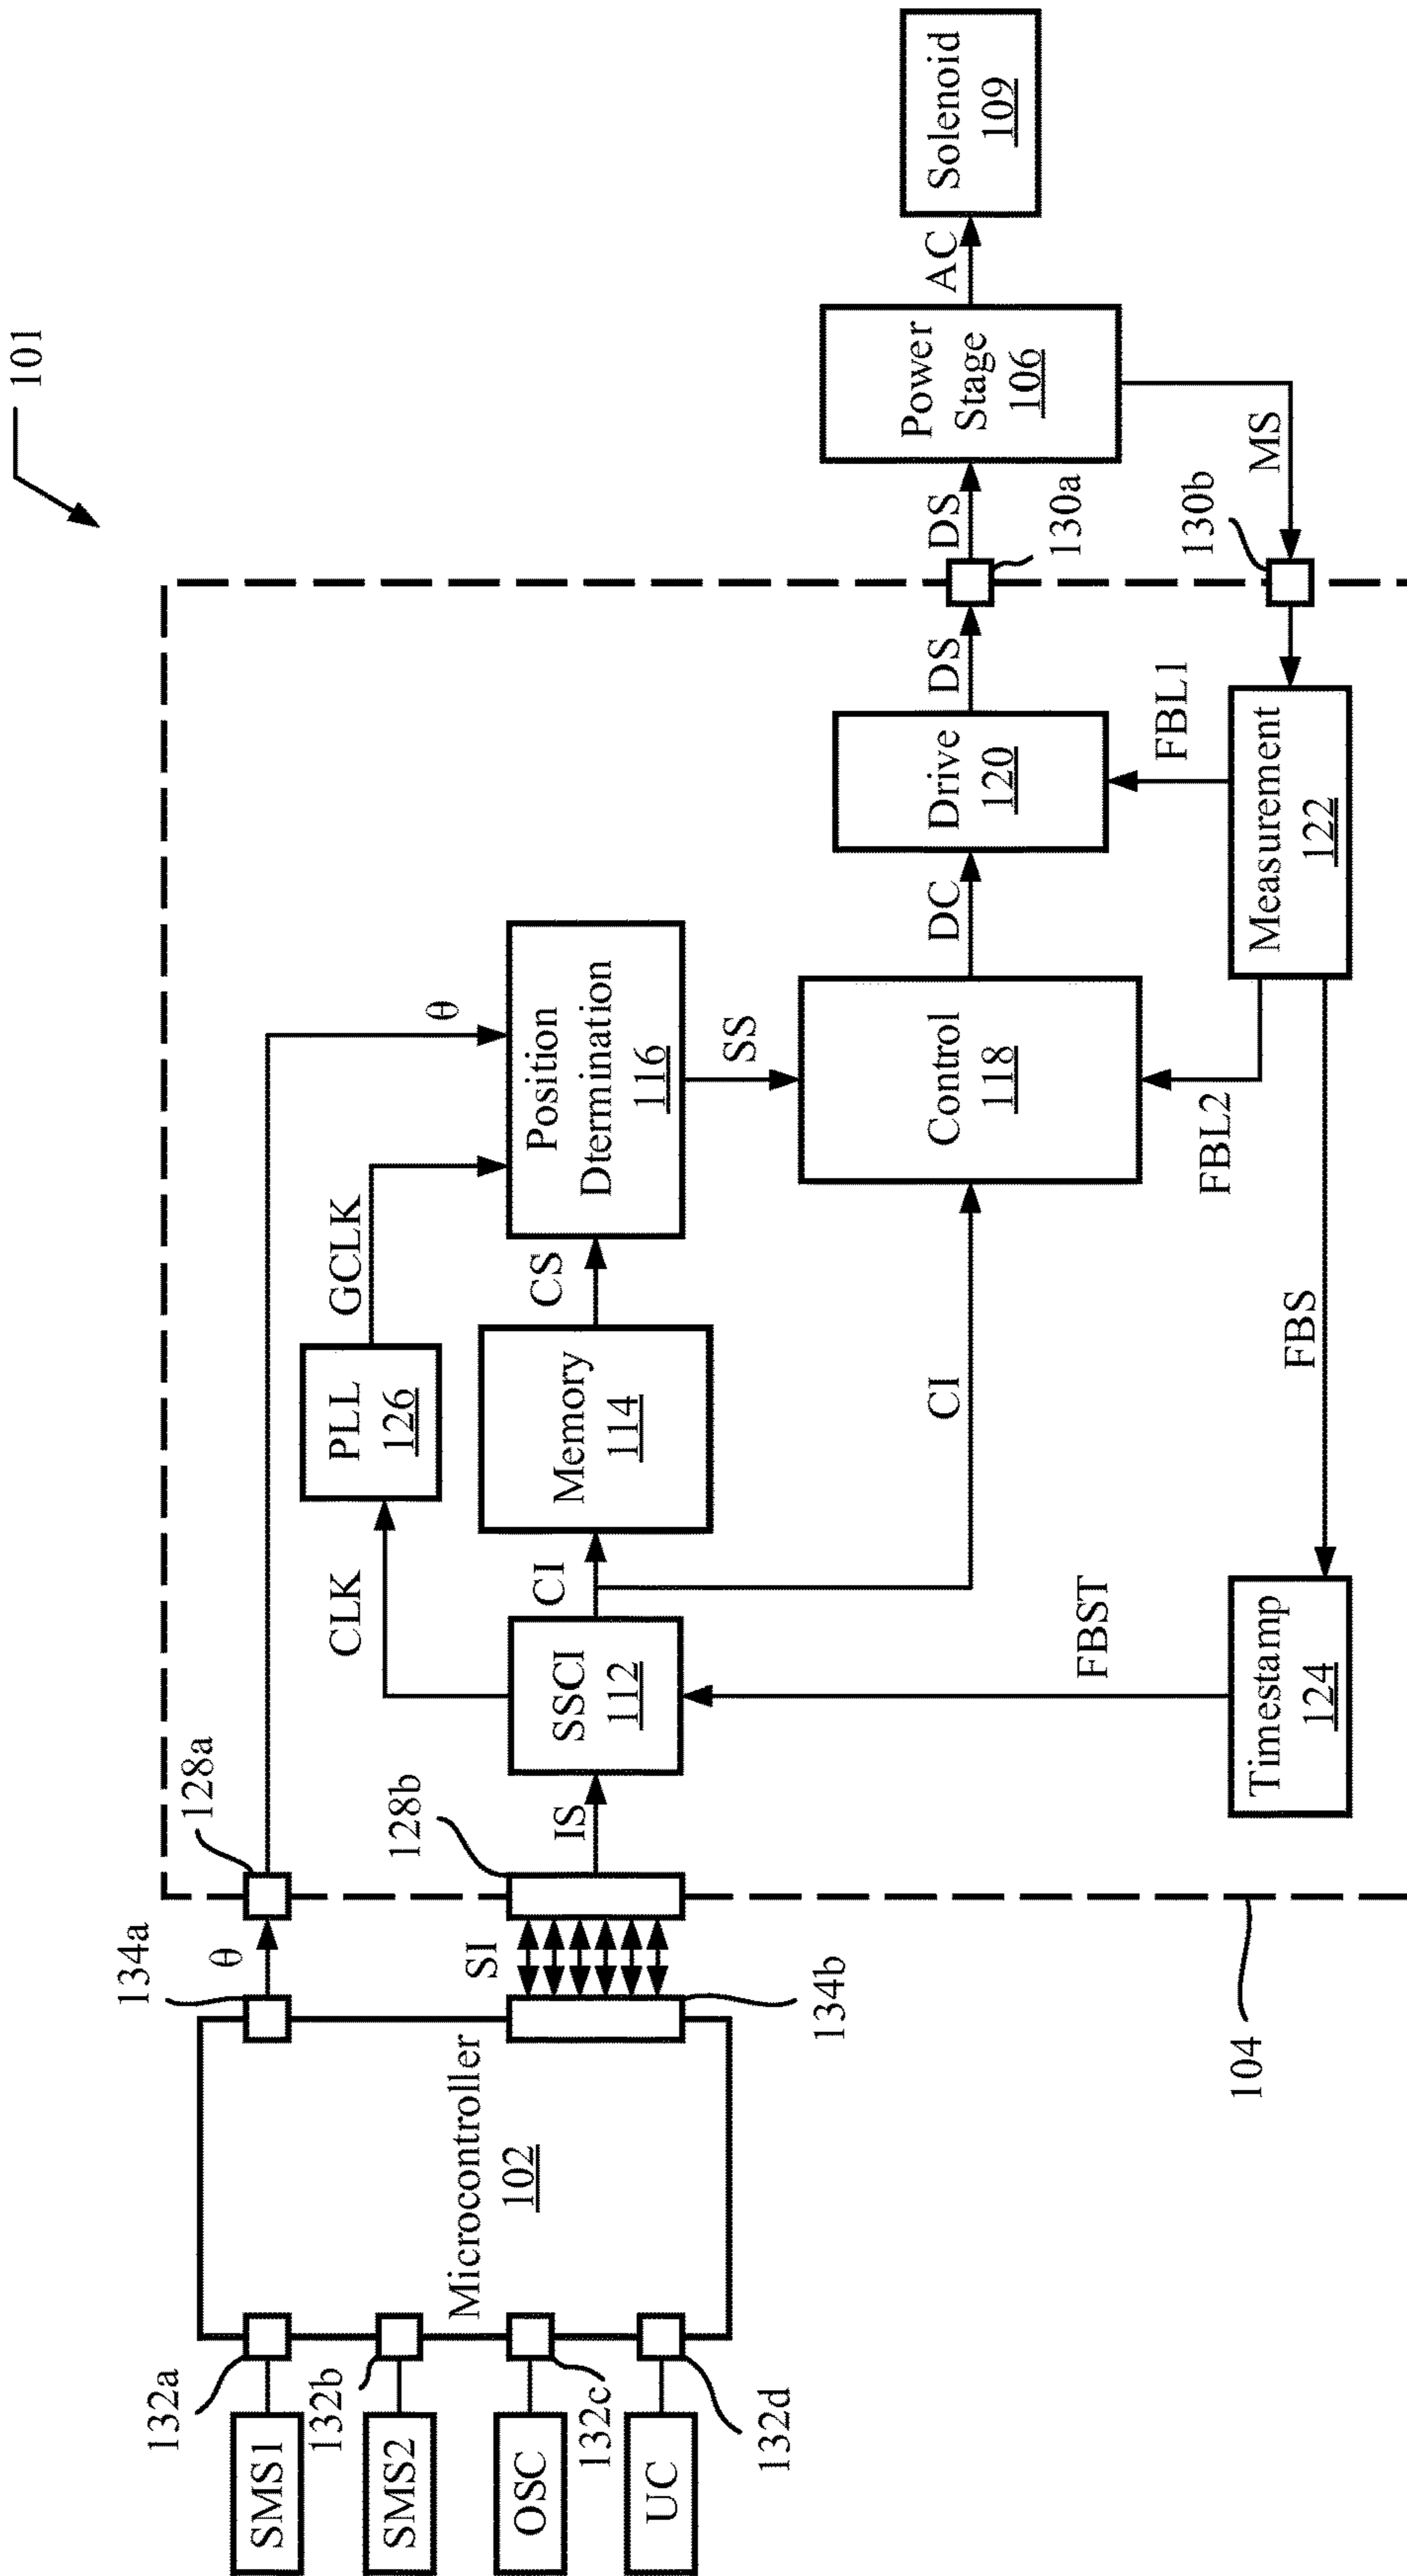 101
SMS1
132a
SMS2
132b
OSC
132c
UC
132d
Microcontroller
102
134a
134b
θ
SI
128a
128b
104
IS
SSCI
112
CLK
PLL
126
GCLK
θ
CI
Memory
114
CS
Position
Dtermination
116
SS
CI
Control
118
DC
Drive
120
DS
130a
DS
Power
Stage
106
AC
Solenoid
109
MS
130b
Measurement
122
FBL1
FBL2
FBS
Timestamp
124
FBST